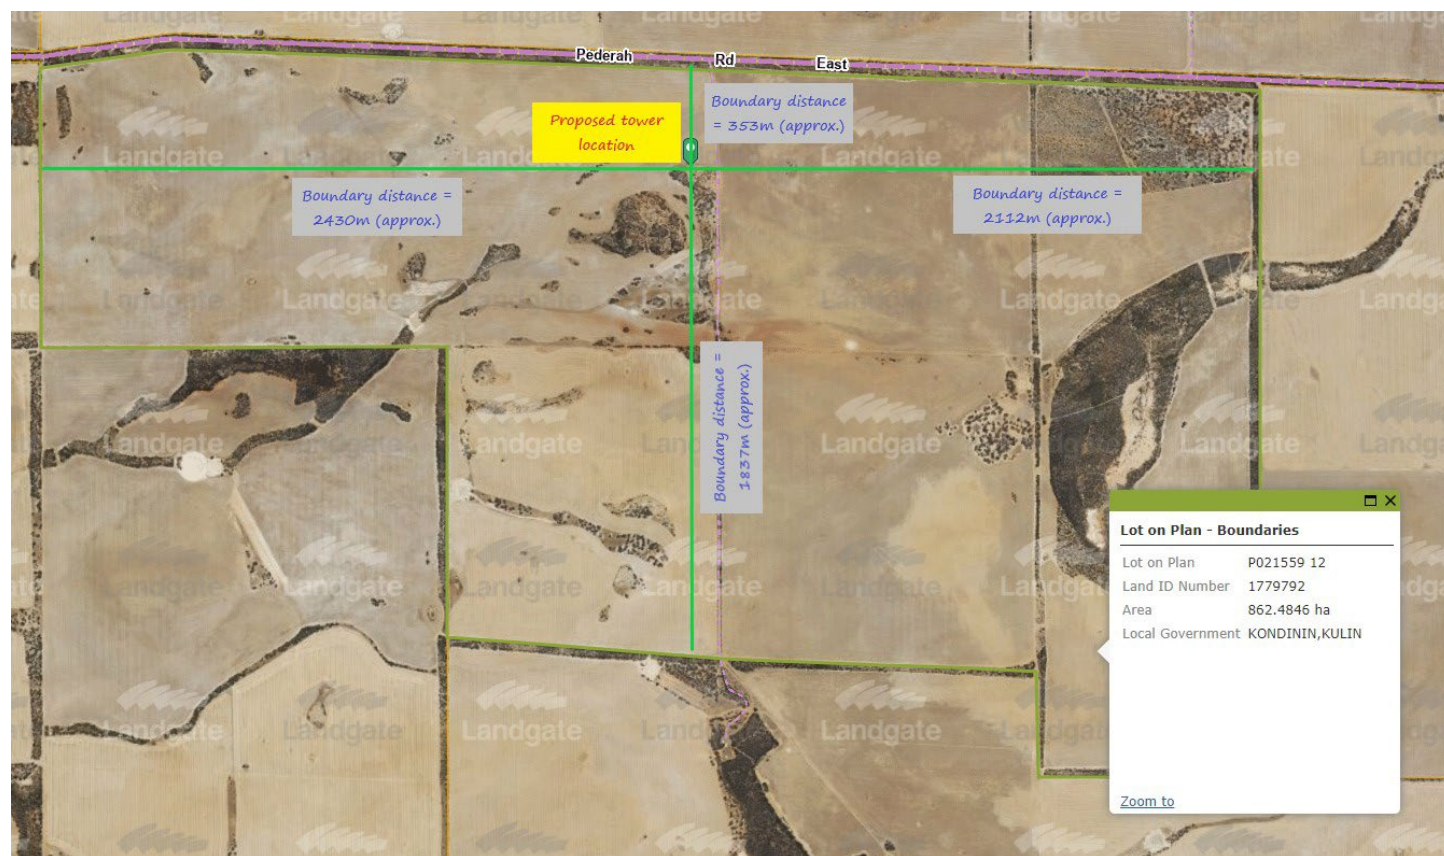 Pederah Rd East
Proposed tower
location
Boundary distance
= 353m (approx.)
Boundary distance =
2430m (approx.)
Boundary distance =
2112m (approx.)
Boundary distance =
1837m (approx.)
Lot on Plan - Boundaries
Lot on Plan P021559 12
Land ID Number 1779792
Area 862.4846 ha
Local Government KONDININ,KULIN
Zoom to
Landgate